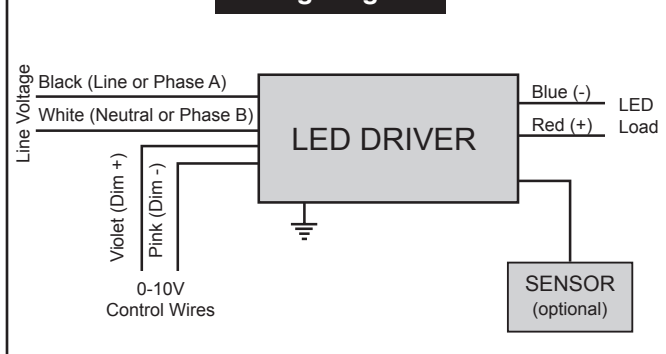 Line Voltage
Black (Line or Phase A)
White (Neutral or Phase B)
Violet (Dim +)
Pink (Dim -)
0-10V
Control Wires
LED DRIVER
Blue (-)
Red (+)
LED
Load
SENSOR
(optional)